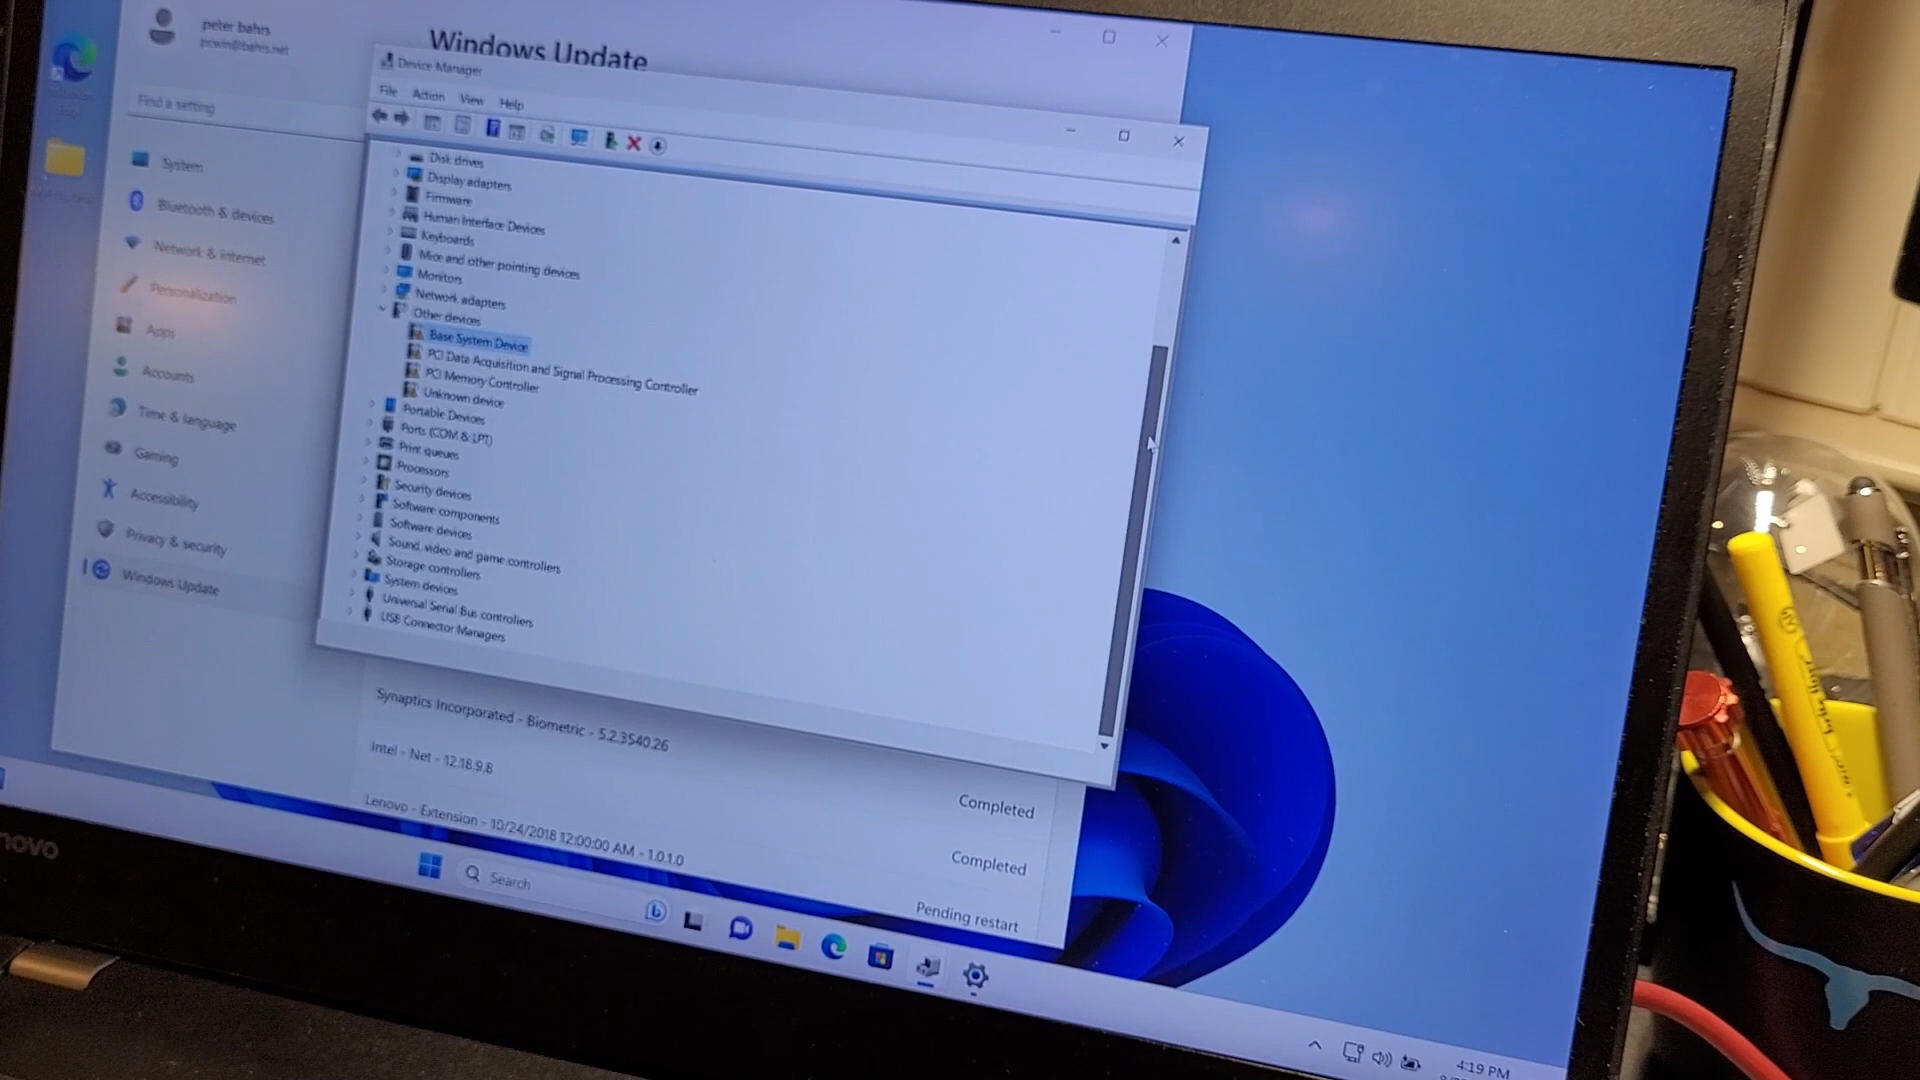 peter bahrs
pcwin@bahrs.net
Windows Update
Find a setting
System
Bluetooth & devices
Network & internet
Personalization
Apps
Accounts
Time & language
Gaming
Accessibility
Privacy & security
Windows Update
Device Manager
File Action View Help
Disk drives
Display adapters
Firmware
Human Interface Devices
Keyboards
Mice and other pointing devices
Monitors
Network adapters
Other devices
Base System Device
PCI Data Acquisition and Signal Processing Controller
PCI Memory Controller
Unknown device
Portable Devices
Ports (COM & LPT)
Print queues
Processors
Security devices
Software components
Software devices
Sound, video and game controllers
Storage controllers
System devices
Universal Serial Bus controllers
USB Connector Managers
Synaptics Incorporated - Biometric - 5.2.3540.26
Completed
Intel - Net - 12.18.9.8
Completed
Lenovo - Extension - 10/24/2018 12:00:00 AM - 1.0.1.0
Pending restart
Search
4:19 PM
novo